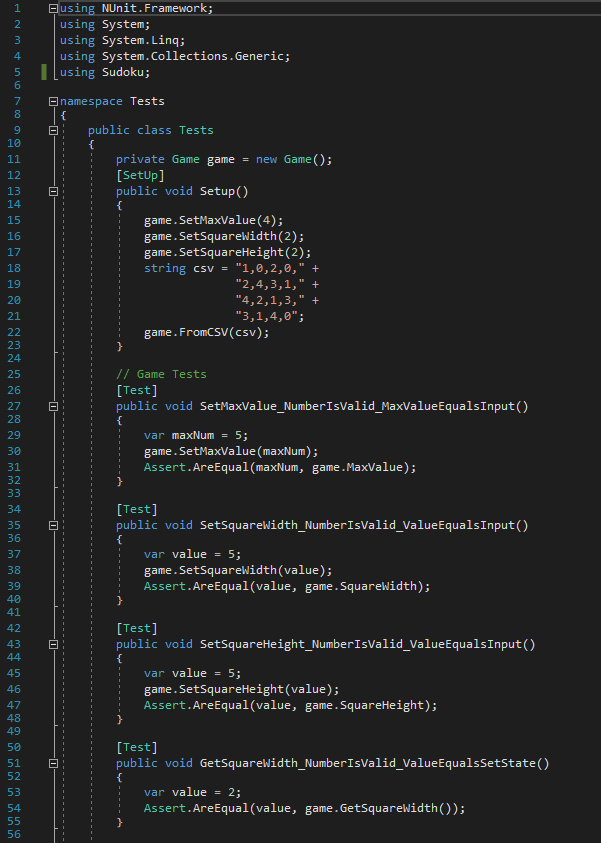 1 using NUnit.Framework;
2 using System;
3 using System.Linq;
4 using System.Collections.Generic;
5 using Sudoku;
6
7 namespace Tests
8 {
9 public class Tests
10 {
11 private Game game = new Game();
12 [SetUp]
13 public void Setup()
14 {
15 game.SetMaxValue(4);
16 game.SetSquareWidth(2);
17 game.SetSquareHeight(2);
18 string csv = "1,0,2,0," +
19 "2,4,3,1," +
20 "4,2,1,3," +
21 "3,1,4,0";
22 game.FromCSV(csv);
23 }
24
25 // Game Tests
26 [Test]
27 public void SetMaxValue_NumberIsValid_MaxValueEqualsInput()
28 {
29 var maxNum = 5;
30 game.SetMaxValue(maxNum);
31 Assert.AreEqual(maxNum, game.MaxValue);
32 }
33
34 [Test]
35 public void SetSquareWidth_NumberIsValid_ValueEqualsInput()
36 {
37 var value = 5;
38 game.SetSquareWidth(value);
39 Assert.AreEqual(value, game.SquareWidth);
40 }
41
42 [Test]
43 public void SetSquareHeight_NumberIsValid_ValueEqualsInput()
44 {
45 var value = 5;
46 game.SetSquareHeight(value);
47 Assert.AreEqual(value, game.SquareHeight);
48 }
49
50 [Test]
51 public void GetSquareWidth_NumberIsValid_ValueEqualsSetState()
52 {
53 var value = 2;
54 Assert.AreEqual(value, game.GetSquareWidth());
55 }
56